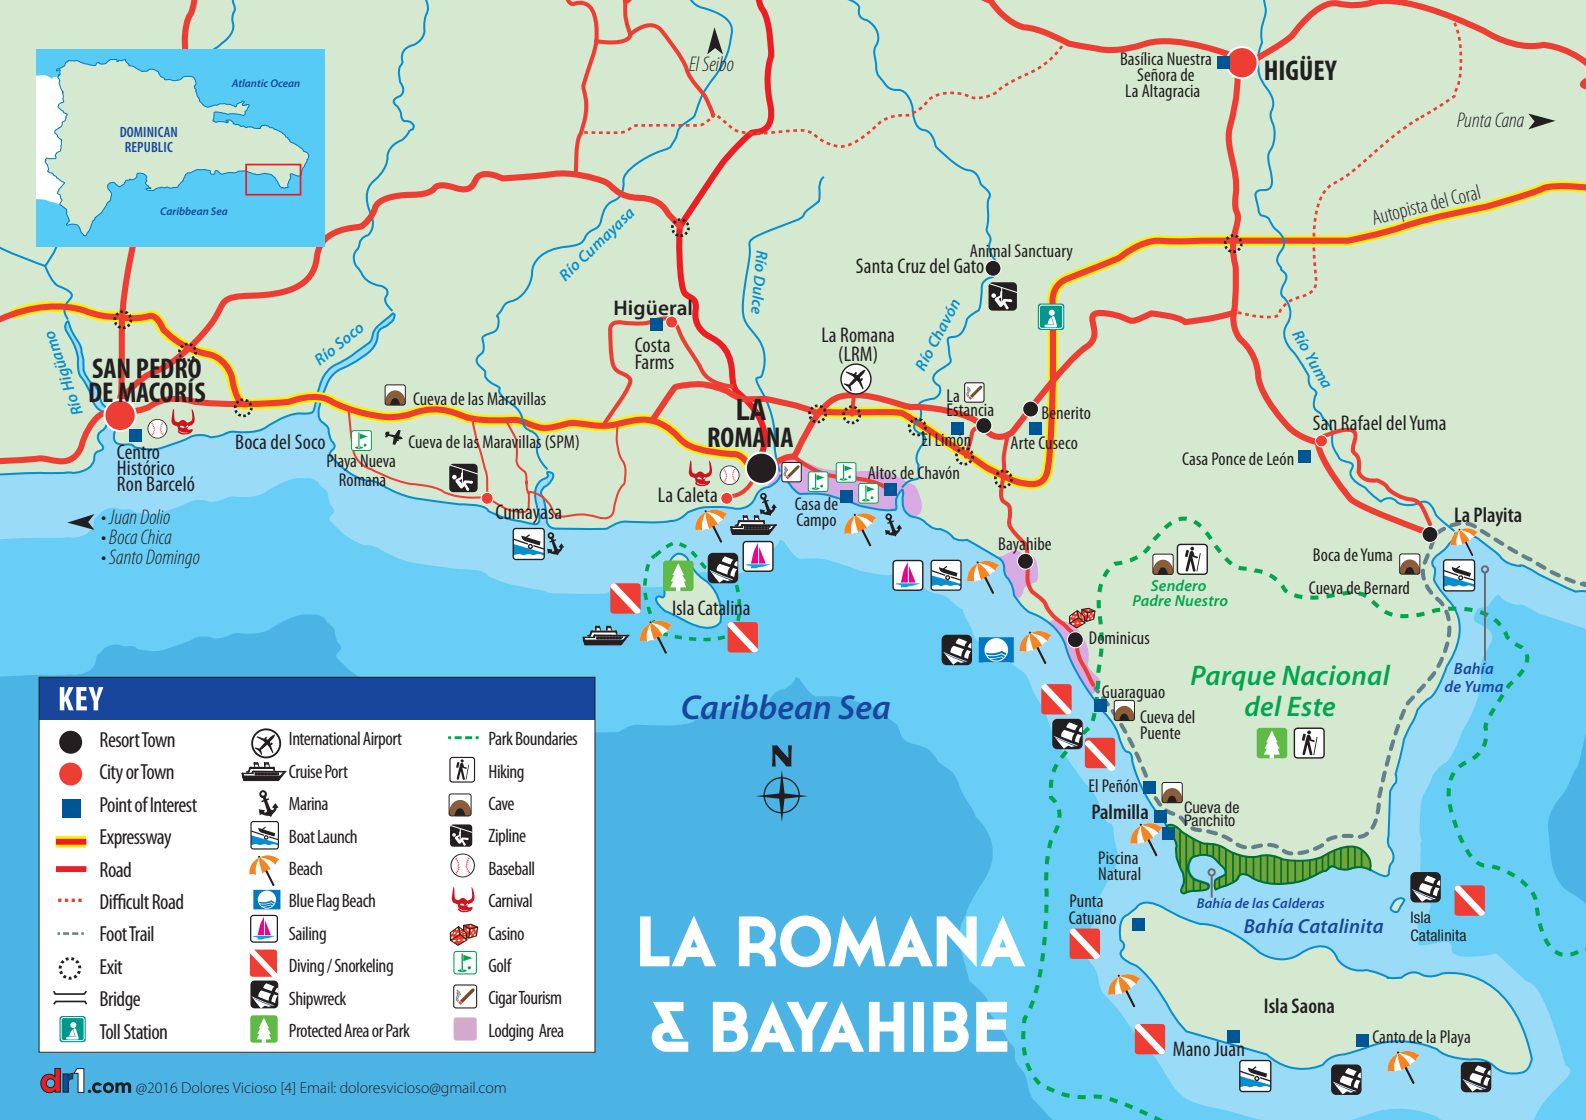 Atlantic Ocean
DOMINICAN
REPUBLIC
Caribbean Sea
El Seibo
Basílica Nuestra
Señora de
La Altagracia
HIGÜEY
Punta Cana
Autopista del Coral
Río Higüamo
Río Soco
Río Cumayasa
Río Dulce
Río Chavón
Río Yuma
Animal Sanctuary
Santa Cruz del Gato
SAN PEDRO
DE MACORÍS
Centro
Histórico
Ron Barceló
• Juan Dolio
• Boca Chica
• Santo Domingo
Boca del Soco
Cueva de las Maravillas
Cueva de las Maravillas (SPM)
Playa Nueva
Romana
Cumayasa
Higüeral
Costa
Farms
La Romana
(LRM)
LA
ROMANA
La Caleta
La
Estancia
El Limón
Benerito
Arte Cuseco
Altos de Chavón
Casa de
Campo
San Rafael del Yuma
Casa Ponce de León
La Playita
Boca de Yuma
Cueva de Bernard
Bahía
de Yuma
Bayahibe
Sendero
Padre Nuestro
Isla Catalina
Dominicus
Parque Nacional
del Este
Guaraguao
Cueva del
Puente
El Peñón
Palmilla
Cueva de
Panchito
Piscina
Natural
Bahía de las Calderas
Bahía Catalinita
Isla
Catalinita
Punta
Catuano
Isla Saona
Mano Juan
Canto de la Playa
Caribbean Sea
N
LA ROMANA
& BAYAHIBE
KEY
Resort Town
City or Town
Point of Interest
Expressway
Road
Difficult Road
Foot Trail
Exit
Bridge
Toll Station
International Airport
Cruise Port
Marina
Boat Launch
Beach
Blue Flag Beach
Sailing
Diving / Snorkeling
Shipwreck
Protected Area or Park
Park Boundaries
Hiking
Cave
Zipline
Baseball
Carnival
Casino
Golf
Cigar Tourism
Lodging Area
dr1.com @2016 Dolores Vicioso [4] Email: doloresvicioso@gmail.com